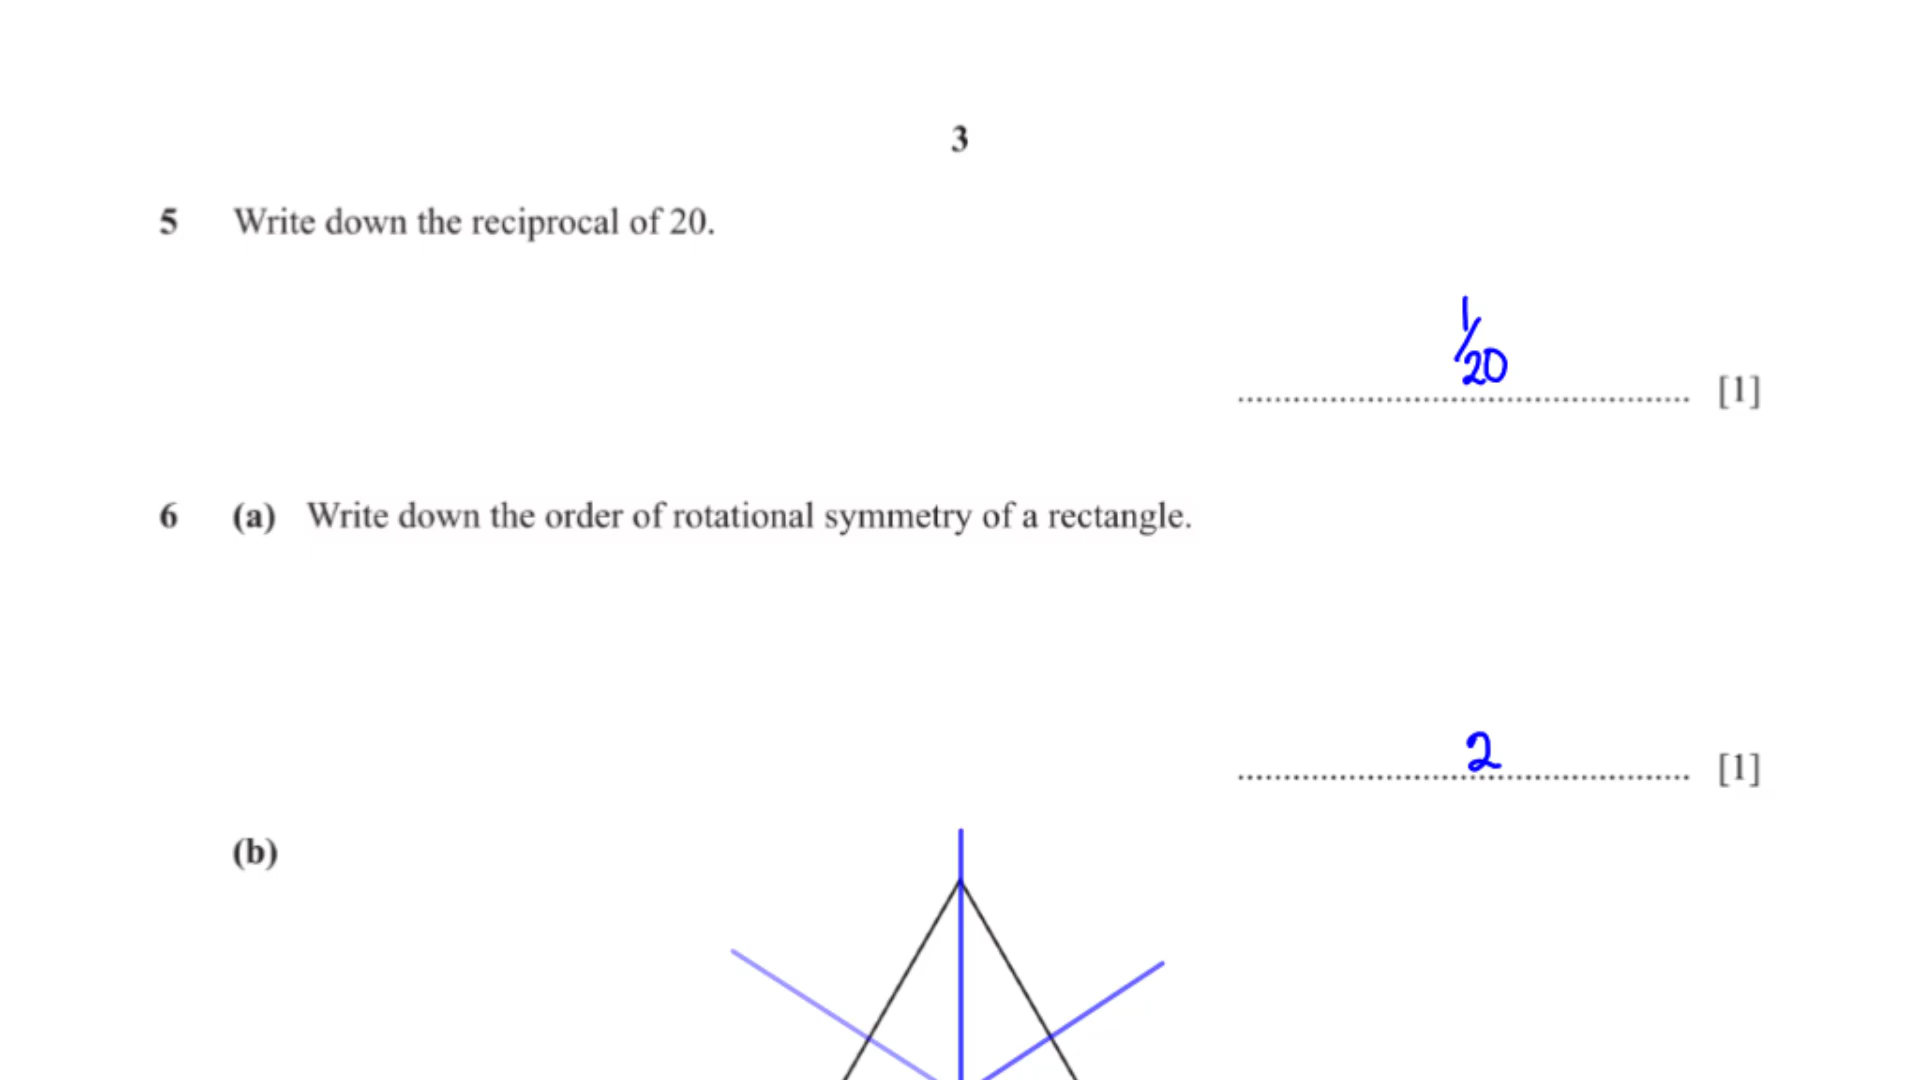 3
5 Write down the reciprocal of 20.
1/20
.................................................. [1]
6 (a) Write down the order of rotational symmetry of a rectangle.
2
.................................................. [1]
(b)